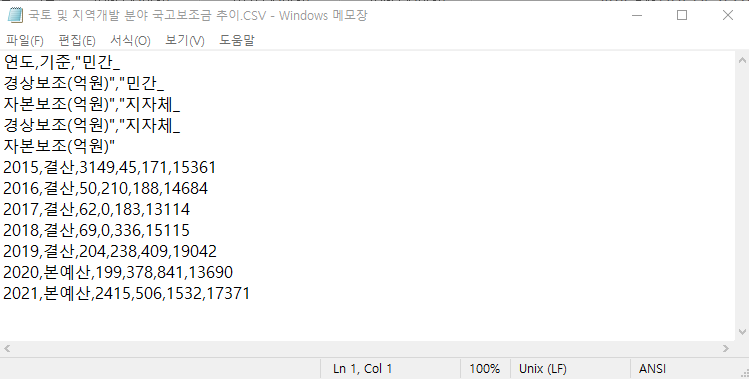 국토 및 지역개발 분야 국고보조금 추이.CSV - Windows 메모장
파일(F) 편집(E) 서식(O) 보기(V) 도움말
연도,기준,"민간_
경상보조(억원)","민간_
자본보조(억원)","지자체_
경상보조(억원)","지자체_
자본보조(억원)"
2015,결산,3149,45,171,15361
2016,결산,50,210,188,14684
2017,결산,62,0,183,13114
2018,결산,69,0,336,15115
2019,결산,204,238,409,19042
2020,본예산,199,378,841,13690
2021,본예산,2415,506,1532,17371
Ln 1, Col 1 100% Unix (LF) ANSI